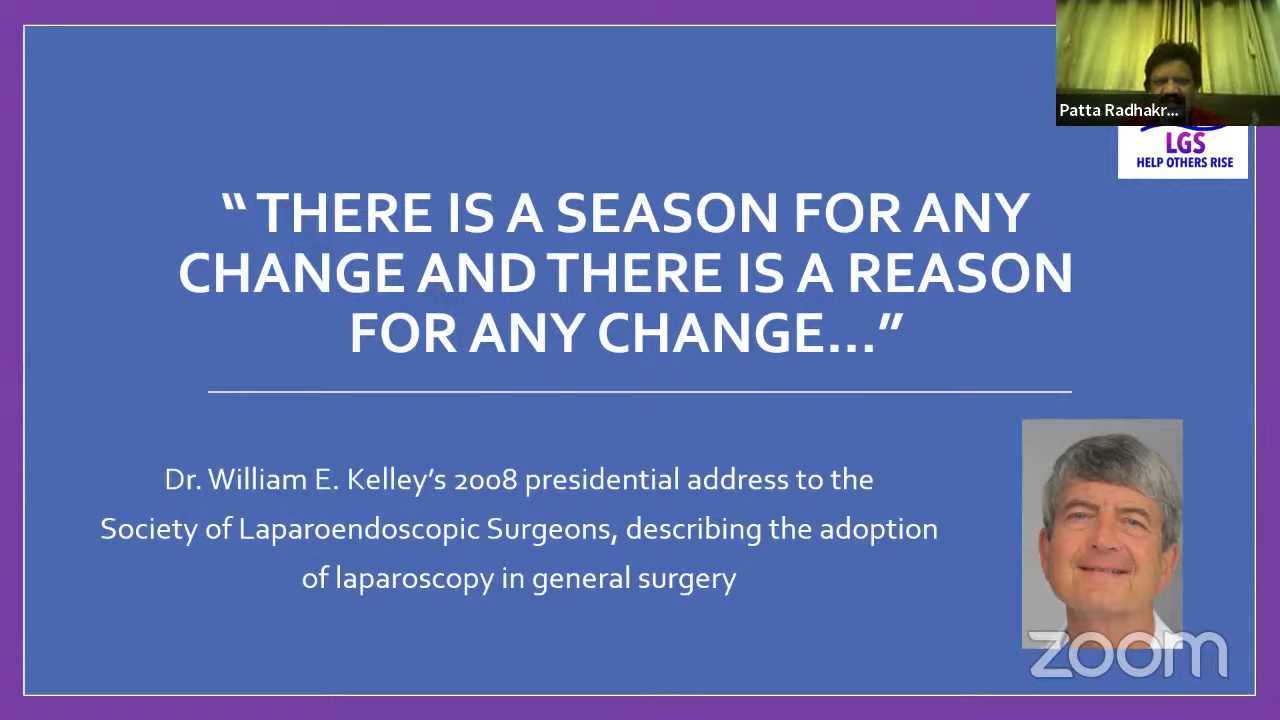 Patta Radhakr...
LGS
HELP OTHERS RISE
“ THERE IS A SEASON FOR ANY
CHANGE AND THERE IS A REASON
FOR ANY CHANGE...”
Dr. William E. Kelley’s 2008 presidential address to the
Society of Laparoendoscopic Surgeons, describing the adoption
of laparoscopy in general surgery
zoom